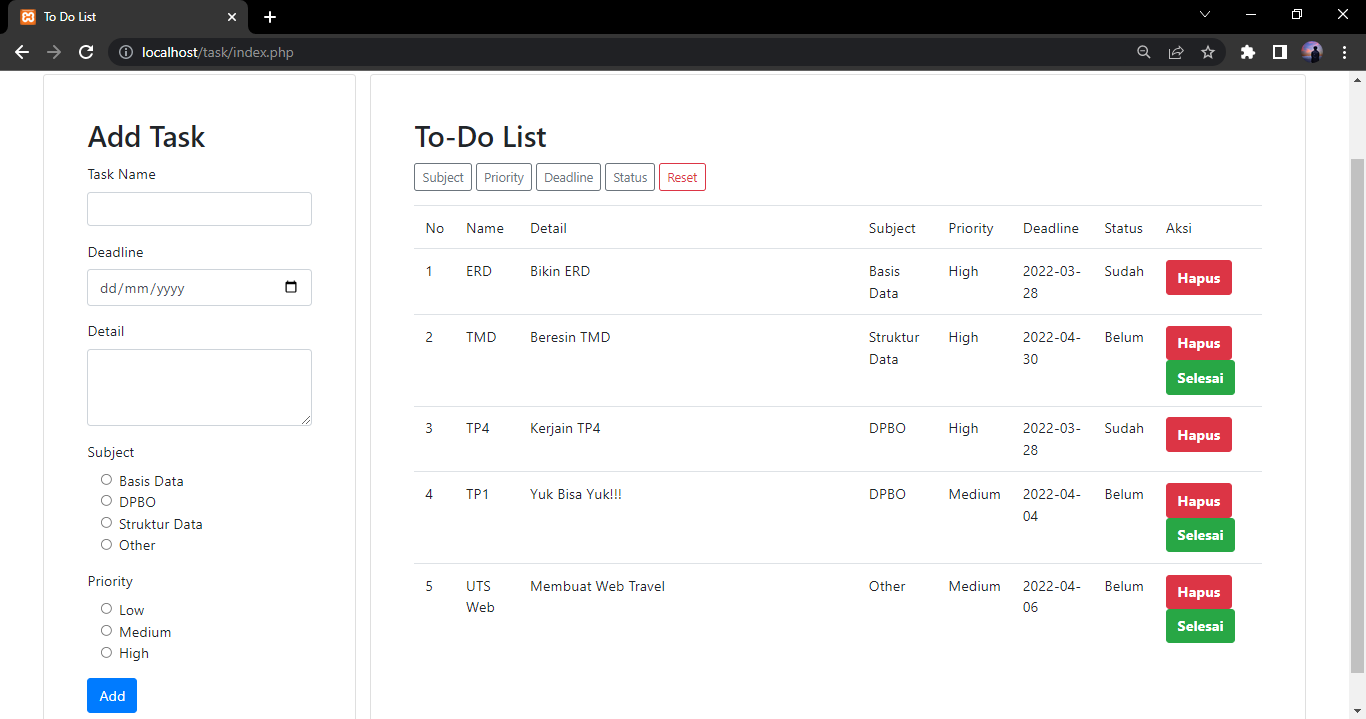 To Do List
localhost/task/index.php
Add Task
Task Name
Deadline
dd/mm/yyyy
Detail
Subject
Basis Data
DPBO
Struktur Data
Other
Priority
Low
Medium
High
Add
To-Do List
Subject Priority Deadline Status Reset
No Name Detail Subject Priority Deadline Status Aksi
1 ERD Bikin ERD Basis High 2022-03- Sudah Hapus
Data 28
2 TMD Beresin TMD Struktur High 2022-04- Belum Hapus
Data 30
Selesai
3 TP4 Kerjain TP4 DPBO High 2022-03- Sudah Hapus
28
4 TP1 Yuk Bisa Yuk!!! DPBO Medium 2022-04- Belum Hapus
04
Selesai
5 UTS Membuat Web Travel Other Medium 2022-04- Belum Hapus
Web 06
Selesai